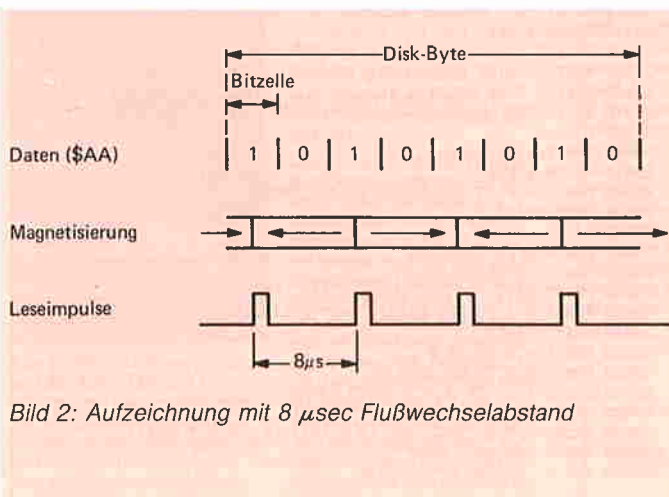 Disk-Byte
Bitzelle
Daten ($AA)
1 0 1 0 1 0 1 0
Magnetisierung
Leseimpulse
8μs
Bild 2: Aufzeichnung mit 8 μsec Flußwechselabstand